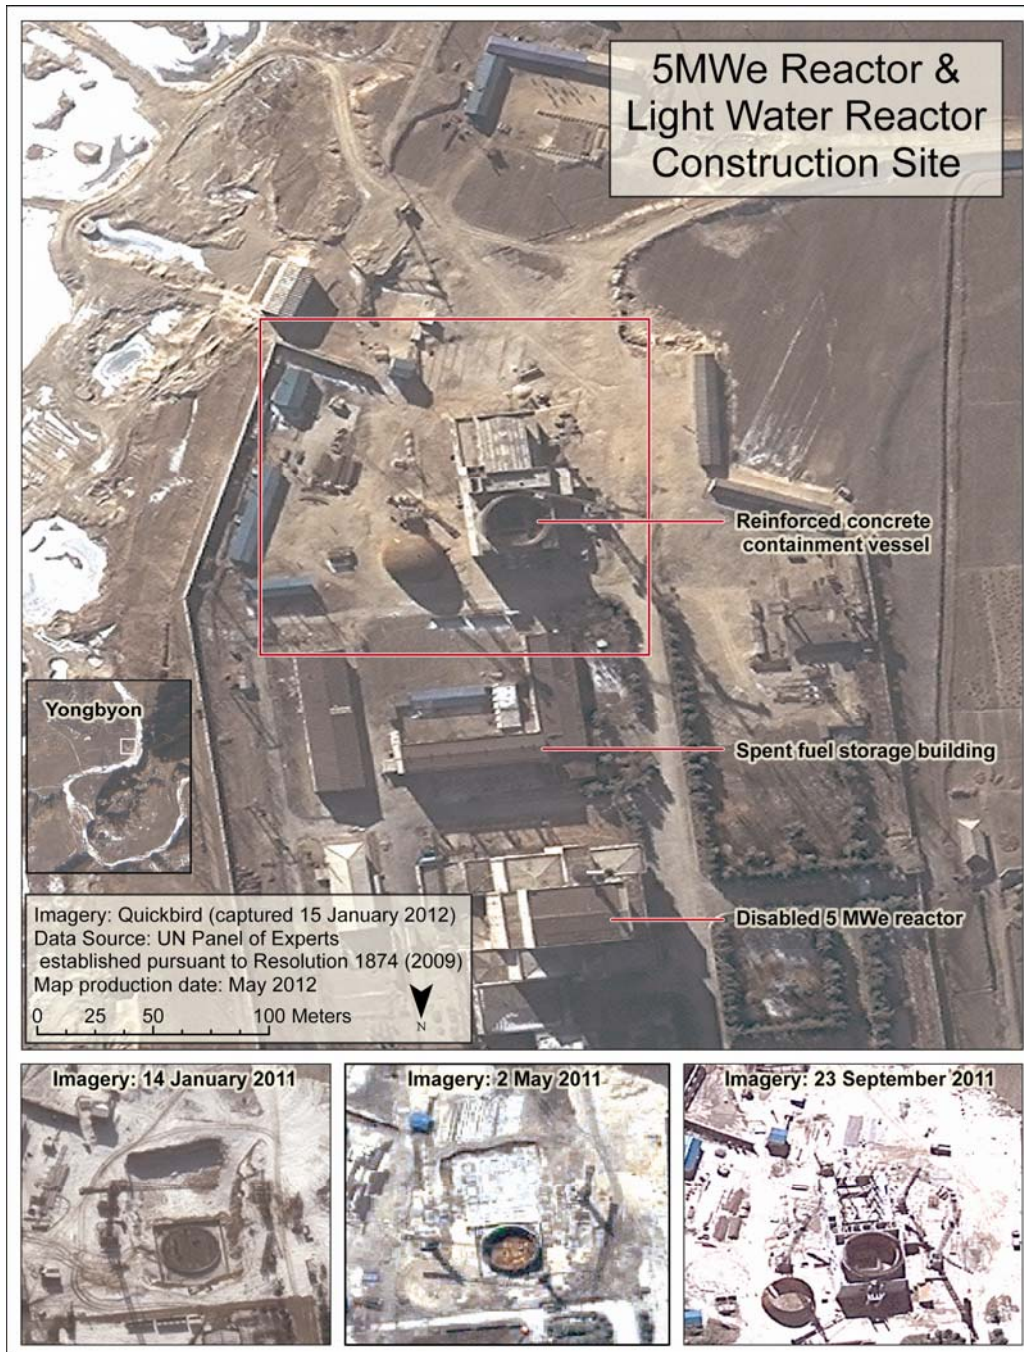 5MWe Reactor &
Light Water Reactor
Construction Site
Reinforced concrete
containment vessel
Yongbyon
Spent fuel storage building
Imagery: Quickbird (captured 15 January 2012)
Data Source: UN Panel of Experts
established pursuant to Resolution 1874 (2009)
Map production date: May 2012
Disabled 5 MWe reactor
0 25 50 100 Meters
N
Imagery: 14 January 2011
Imagery: 2 May 2011
Imagery: 23 September 2011